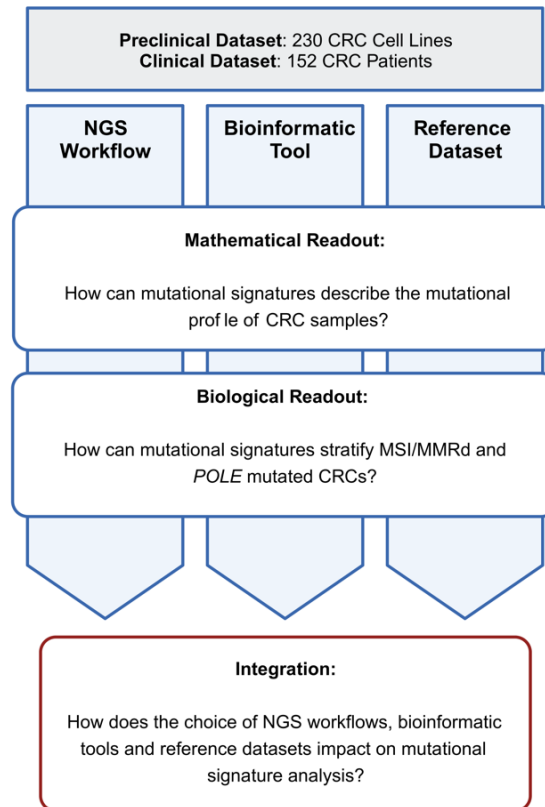 Preclinical Dataset: 230 CRC Cell Lines
Clinical Dataset: 152 CRC Patients
NGS
Workflow
Bioinformatic
Tool
Reference
Dataset
Mathematical Readout:
How can mutational signatures describe the mutational
prof le of CRC samples?
Biological Readout:
How can mutational signatures stratify MSI/MMRd and
POLE mutated CRCs?
Integration:
How does the choice of NGS workflows, bioinformatic
tools and reference datasets impact on mutational
signature analysis?